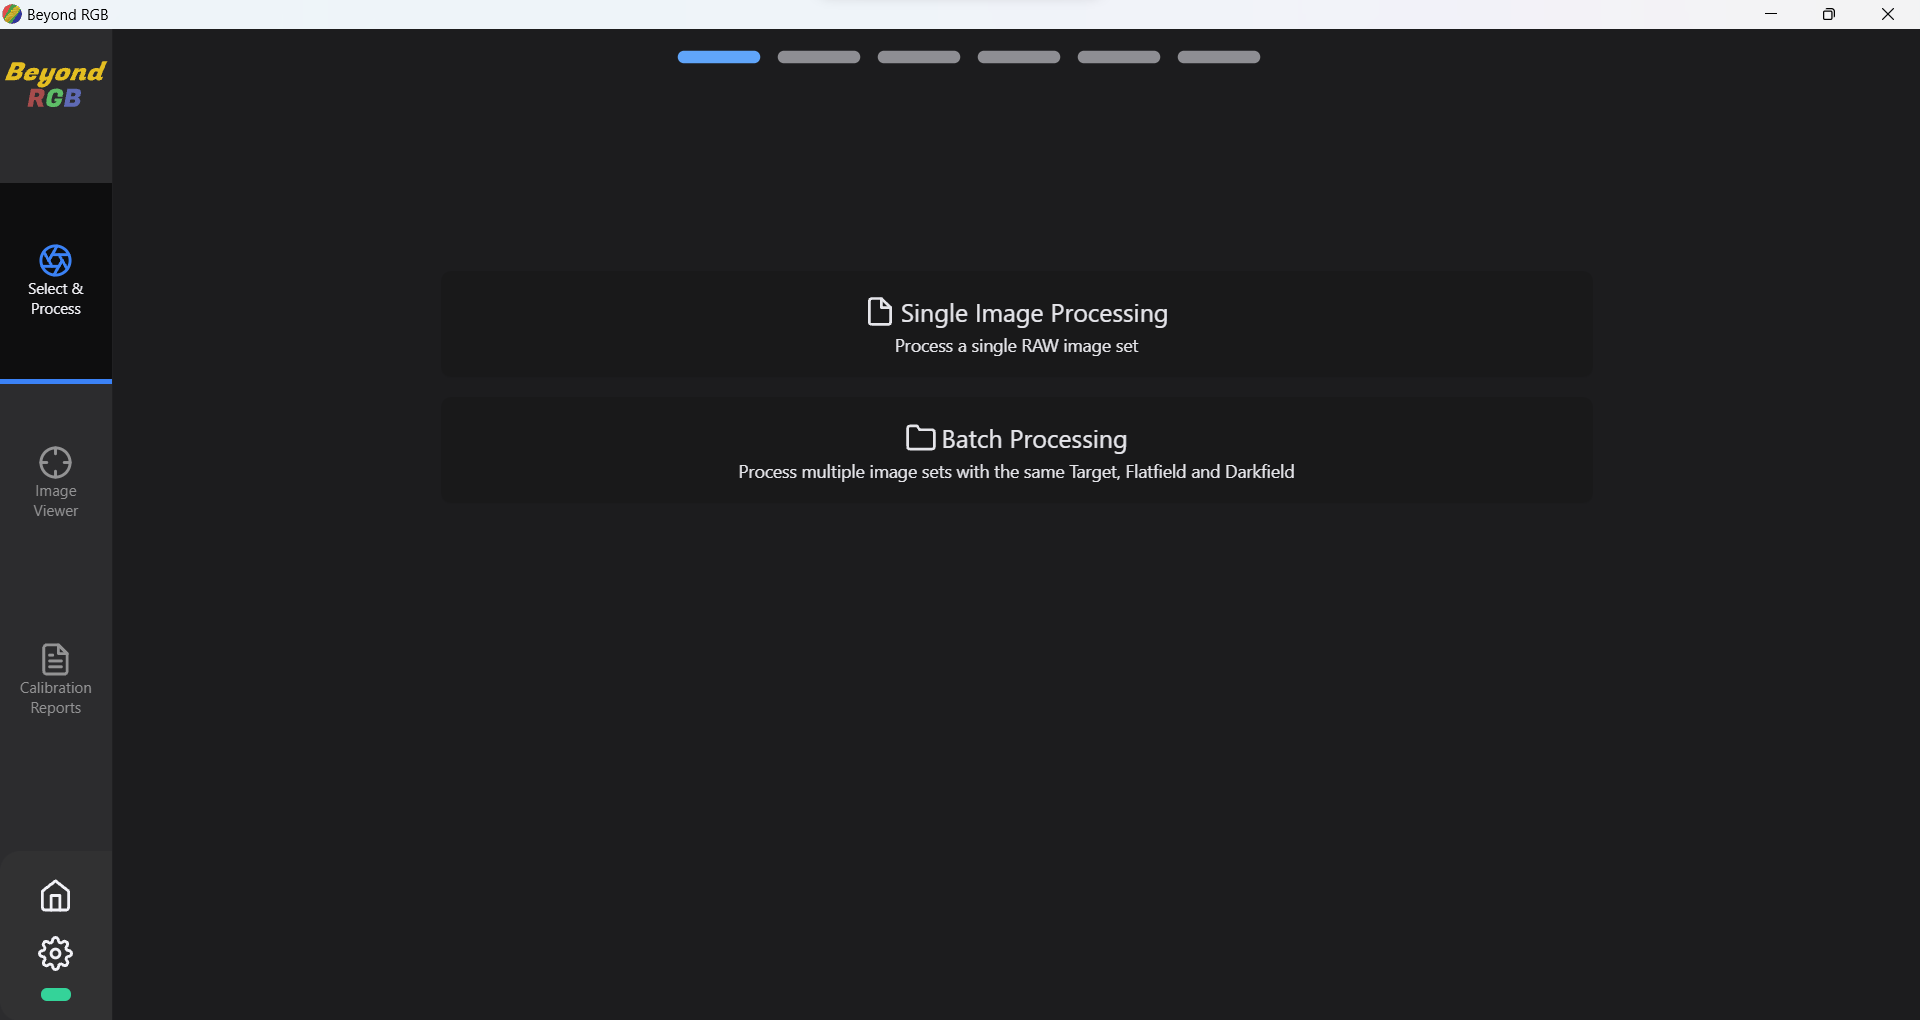 Beyond RGB
Beyond
RGB
Select &
Process
Image
Viewer
Calibration
Reports
Single Image Processing
Process a single RAW image set
Batch Processing
Process multiple image sets with the same Target, Flatfield and Darkfield